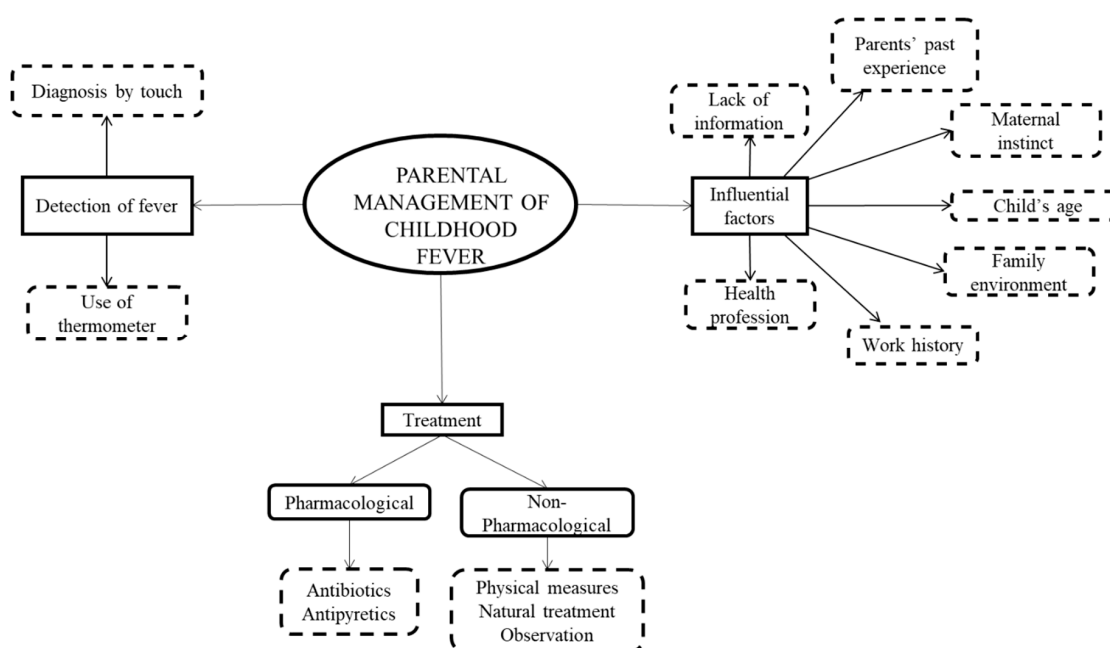 Parents' past
experience
Diagnosis by touch
Lack of
information
Maternal
instinct
PARENTAL
MANAGEMENT OF
CHILDHOOD
FEVER
Detection of fever
Influential
factors
Child's age
Family
environment
Use of
thermometer
Health
profession
Work history
Treatment
Pharmacological
Non-
Pharmacological
Antibiotics
Antipyretics
Physical measures
Natural treatment
Observation